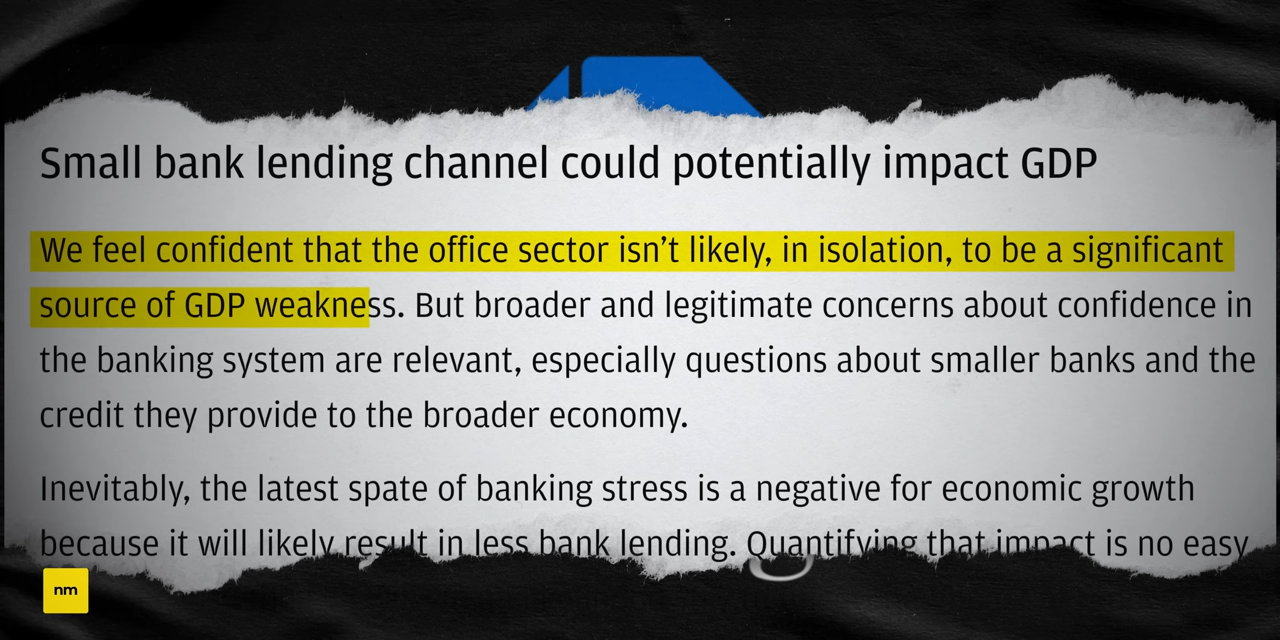 Small bank lending channel could potentially impact GDP
We feel confident that the office sector isn’t likely, in isolation, to be a significant
source of GDP weakness. But broader and legitimate concerns about confidence in
the banking system are relevant, especially questions about smaller banks and the
credit they provide to the broader economy.
Inevitably, the latest spate of banking stress is a negative for economic growth
because it will likely result in less bank lending. Quantifying that impact is no easy
nm